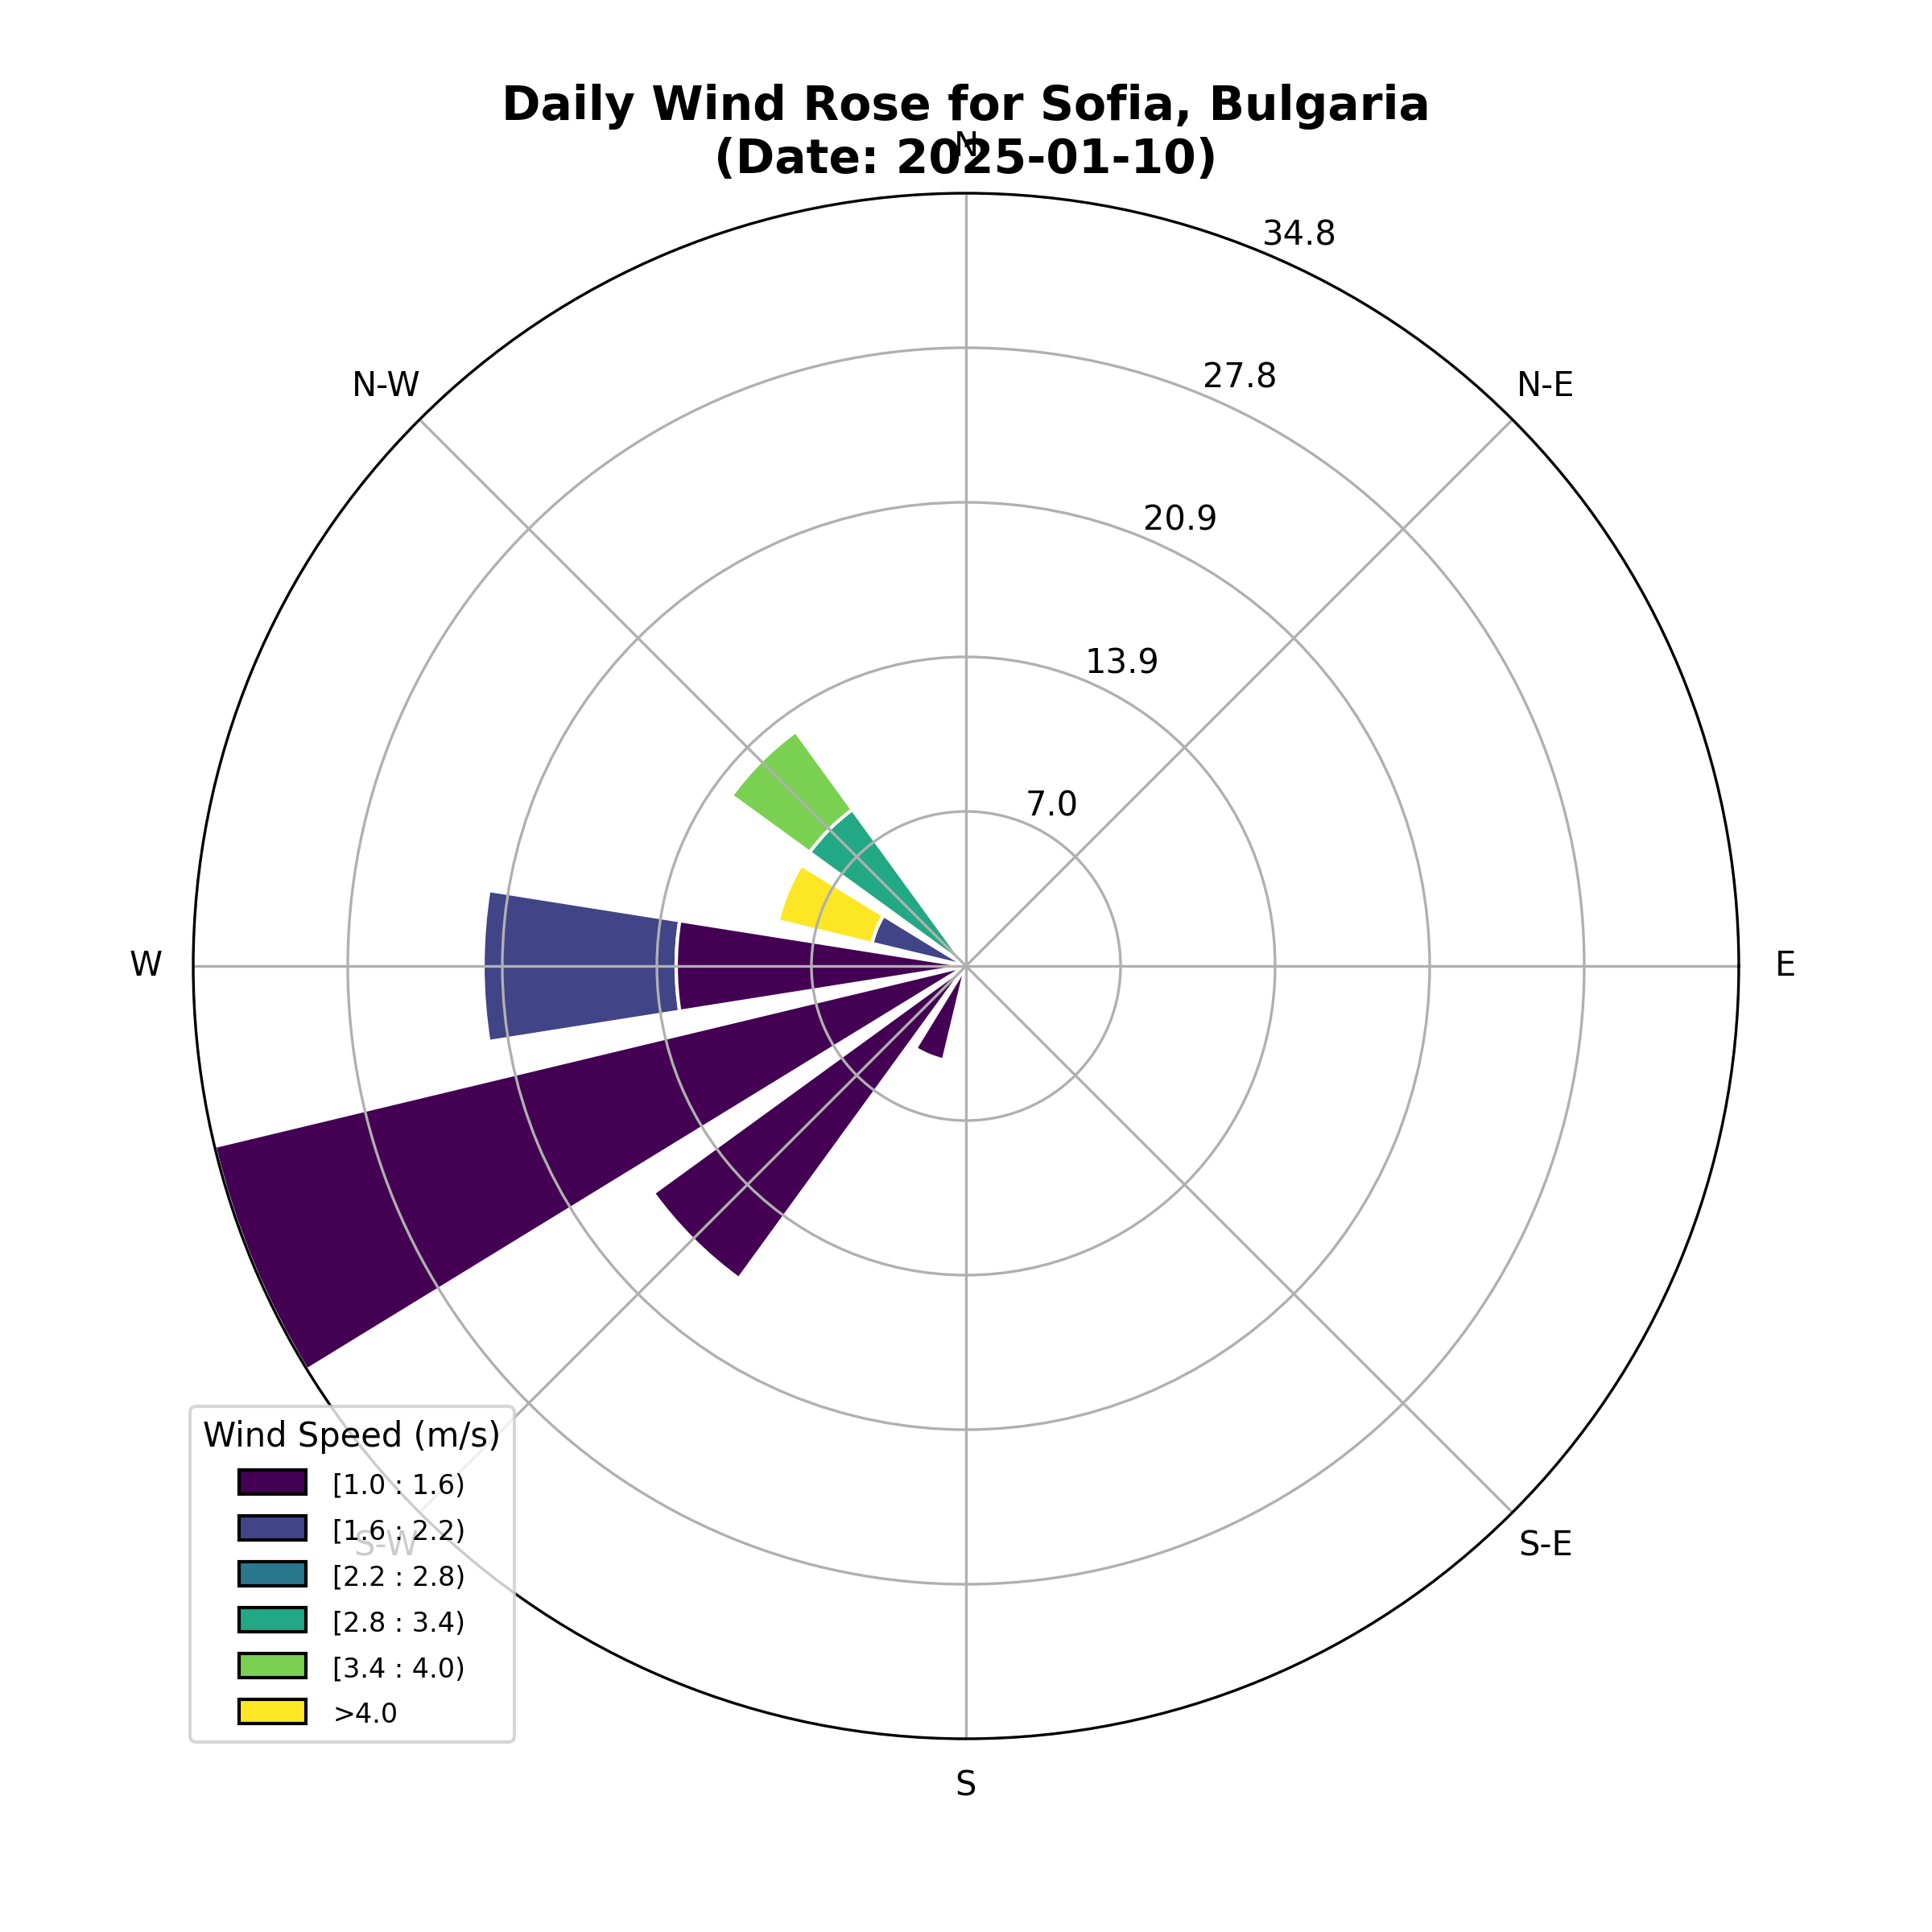 Daily Wind Rose for Sofia, Bulgaria
(Date: 2025-01-10)
N
34.8
N-W
27.8
N-E
20.9
13.9
7.0
W
E
Wind Speed (m/s)
[1.0 : 1.6)
[1.6 : 2.2)
S-W
S-E
[2.2 : 2.8)
[2.8 : 3.4)
[3.4 : 4.0)
>4.0
S